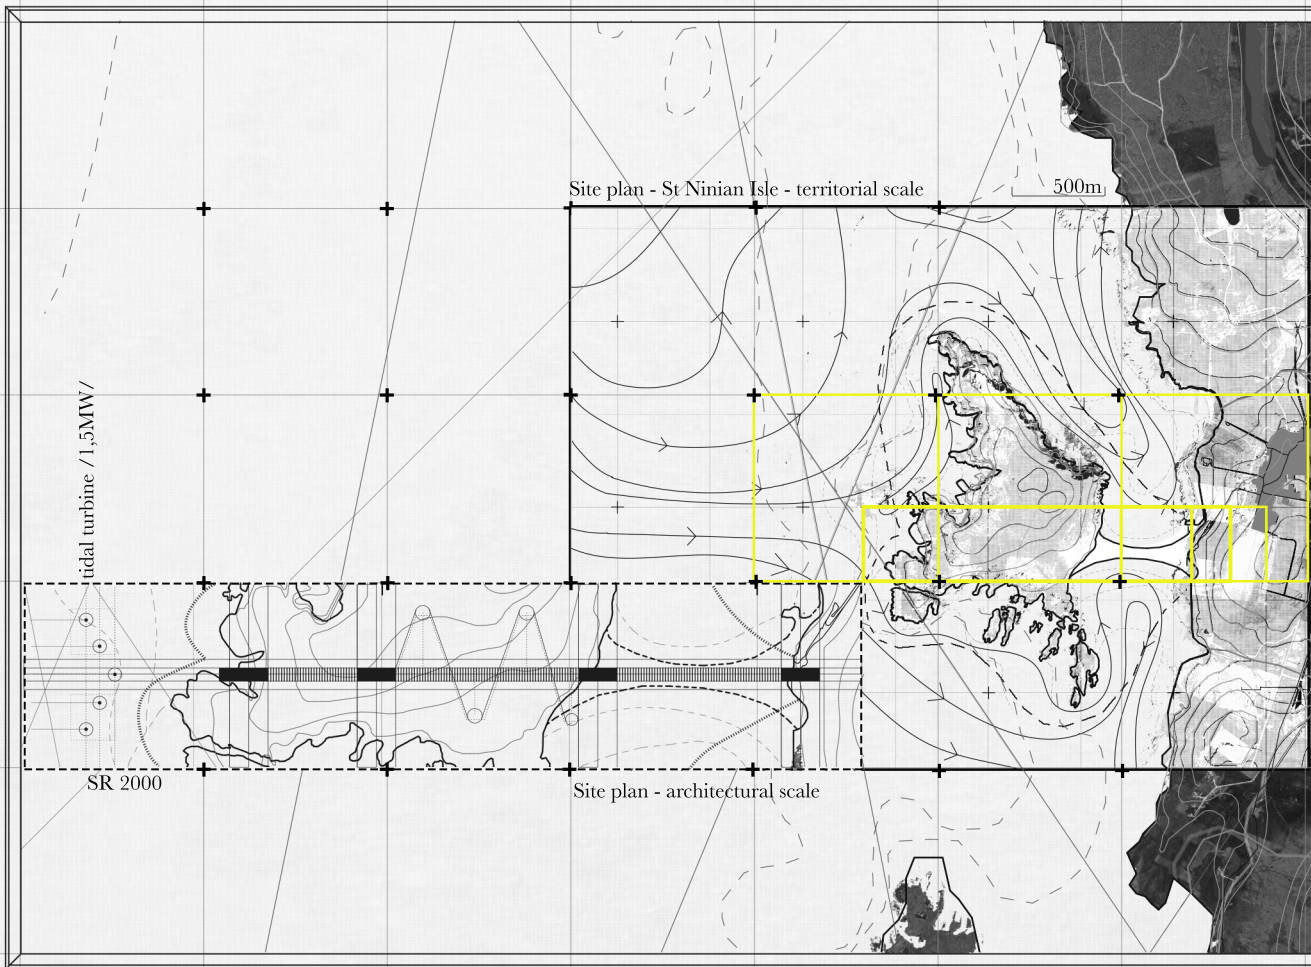 Site plan - St Ninian Isle - territorial scale
500m
tidal turbine /1,5MW/
SR 2000
Site plan - architectural scale